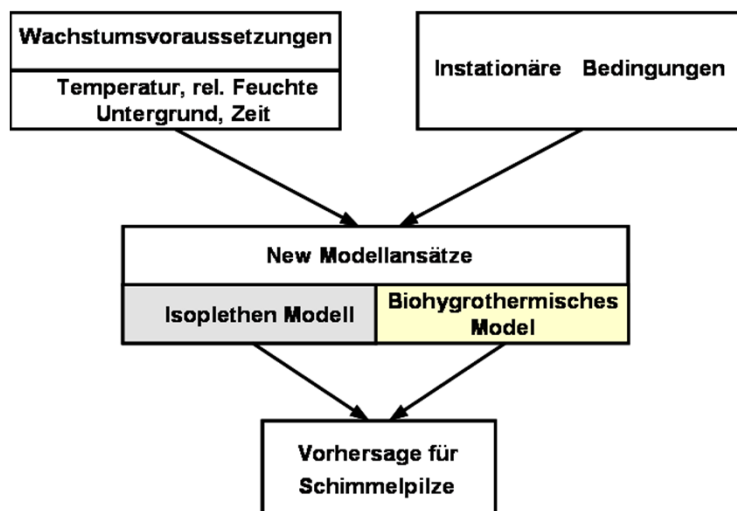 Wachstumsvoraussetzungen
Temperatur, rel. Feuchte
Untergrund, Zeit
Instationäre Bedingungen
New Modellansätze
Isoplethen Modell
Biohygrothermisches
Model
Vorhersage für
Schimmelpilze